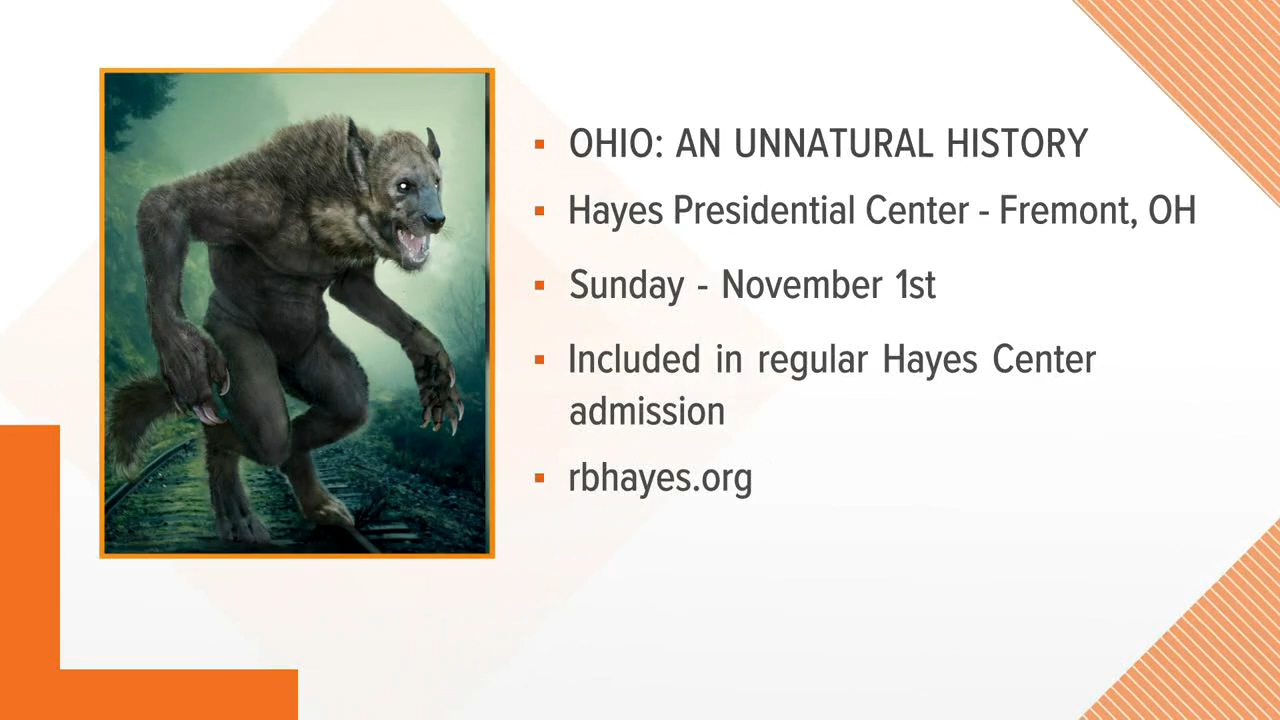 OHIO: AN UNNATURAL HISTORY
Hayes Presidential Center - Fremont, OH
Sunday - November 1st
Included in regular Hayes Center
admission
rbhayes.org